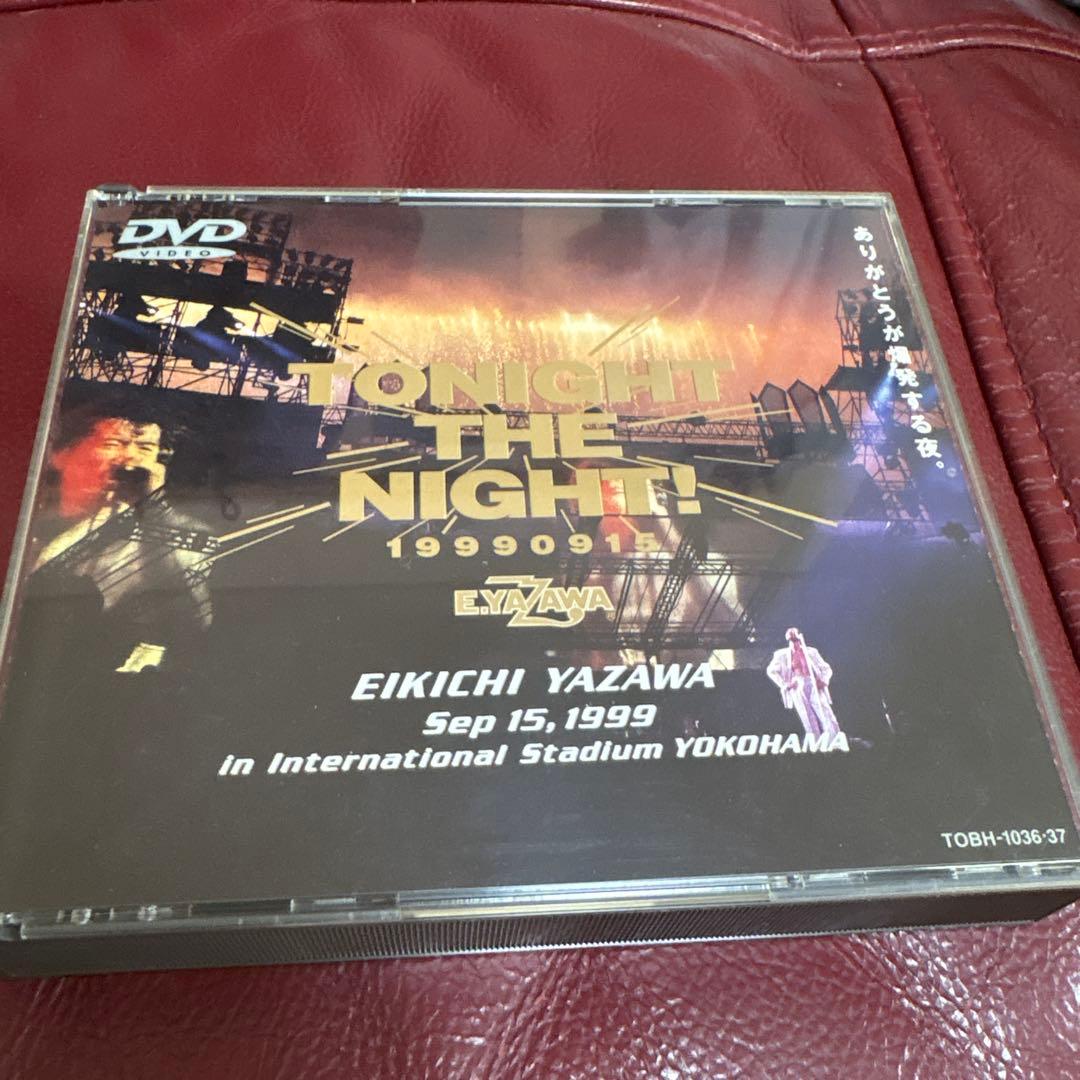 DVD
VIDEO
ありがとうが爆発する夜。
TONIGHT
THE
NIGHT!
19990915
E.YAZAWA
EIKICHI YAZAWA
Sep 15, 1999
in International Stadium YOKOHAMA
TOBH-1036·37